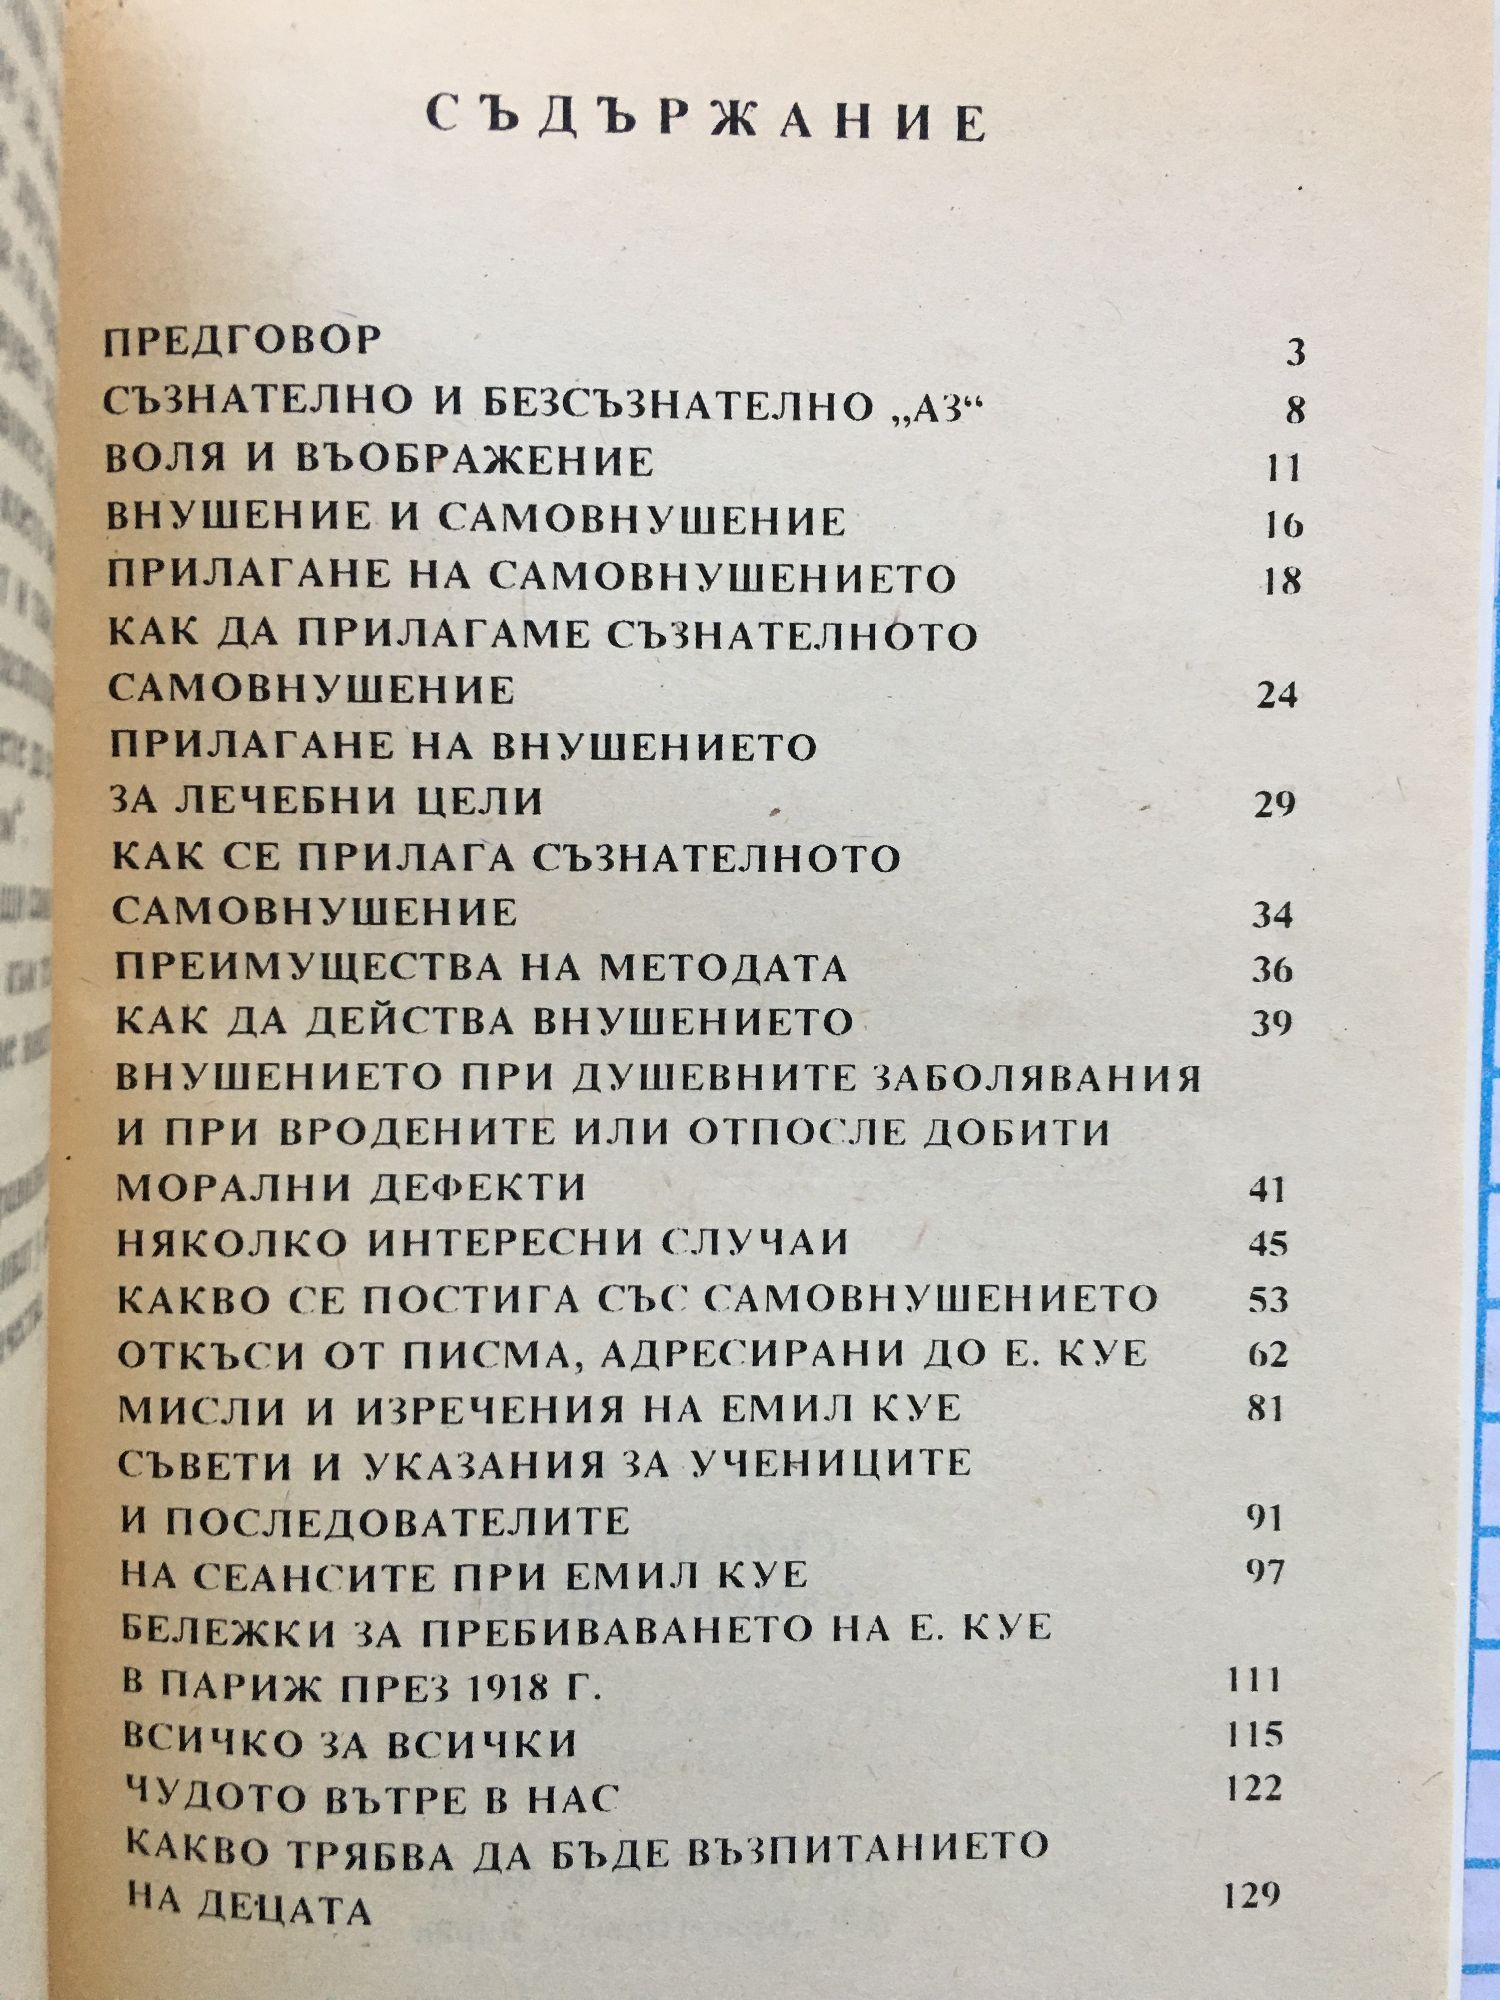 СЪДЪРЖАНИЕ
ПРЕДГОВОР 3
СЪЗНАТЕЛНО И БЕЗСЪЗНАТЕЛНО „АЗ“ 8
ВОЛЯ И ВЪОБРАЖЕНИЕ 11
ВНУШЕНИЕ И САМОВНУШЕНИЕ 16
ПРИЛАГАНЕ НА САМОВНУШЕНИЕТО 18
КАК ДА ПРИЛАГАМЕ СЪЗНАТЕЛНОТО
САМОВНУШЕНИЕ 24
ПРИЛАГАНЕ НА ВНУШЕНИЕТО
ЗА ЛЕЧЕБНИ ЦЕЛИ 29
КАК СЕ ПРИЛАГА СЪЗНАТЕЛНОТО
САМОВНУШЕНИЕ 34
ПРЕИМУЩЕСТВА НА МЕТОДАТА 36
КАК ДА ДЕЙСТВА ВНУШЕНИЕТО 39
ВНУШЕНИЕТО ПРИ ДУШЕВНИТЕ ЗАБОЛЯВАНИЯ
И ПРИ ВРОДЕНИТЕ ИЛИ ОТПОСЛЕ ДОБИТИ
МОРАЛНИ ДЕФЕКТИ 41
НЯКОЛКО ИНТЕРЕСНИ СЛУЧАИ 45
КАКВО СЕ ПОСТИГА СЪС САМОВНУШЕНИЕТО 53
ОТКЪСИ ОТ ПИСМА, АДРЕСИРАНИ ДО Е. КУЕ 62
МИСЛИ И ИЗРЕЧЕНИЯ НА ЕМИЛ КУЕ 81
СЪВЕТИ И УКАЗАНИЯ ЗА УЧЕНИЦИТЕ
И ПОСЛЕДОВАТЕЛИТЕ 91
НА СЕАНСИТЕ ПРИ ЕМИЛ КУЕ 97
БЕЛЕЖКИ ЗА ПРЕБИВАВАНЕТО НА Е. КУЕ
В ПАРИЖ ПРЕЗ 1918 Г. 111
ВСИЧКО ЗА ВСИЧКИ 115
ЧУДОТО ВЪТРЕ В НАС 122
КАКВО ТРЯБВА ДА БЪДЕ ВЪЗПИТАНИЕТО
НА ДЕЦАТА 129